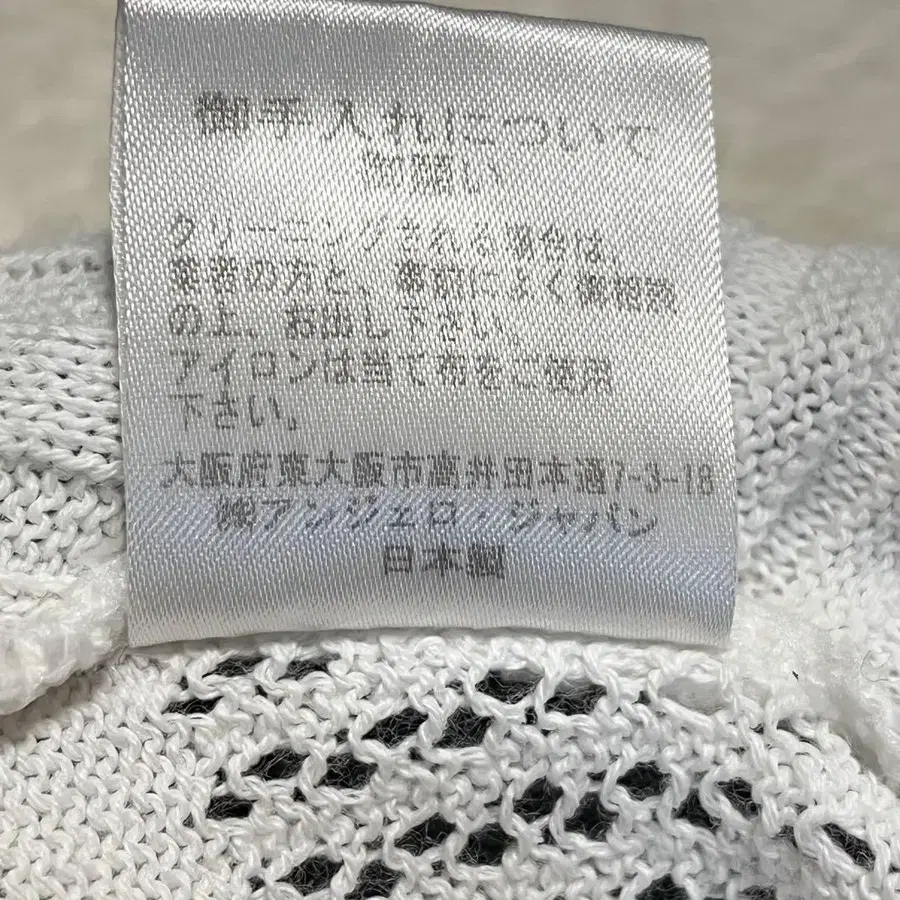 御手入れについて
御願い
クリーニングされる場合は、
業者の方と、事前によく御相談
の上、お出し下さい。
アイロンは当て布をご使用
下さい。
大阪府東大阪市高井田本通7-3-18
㈱アンジェロ・ジャパン
日本製